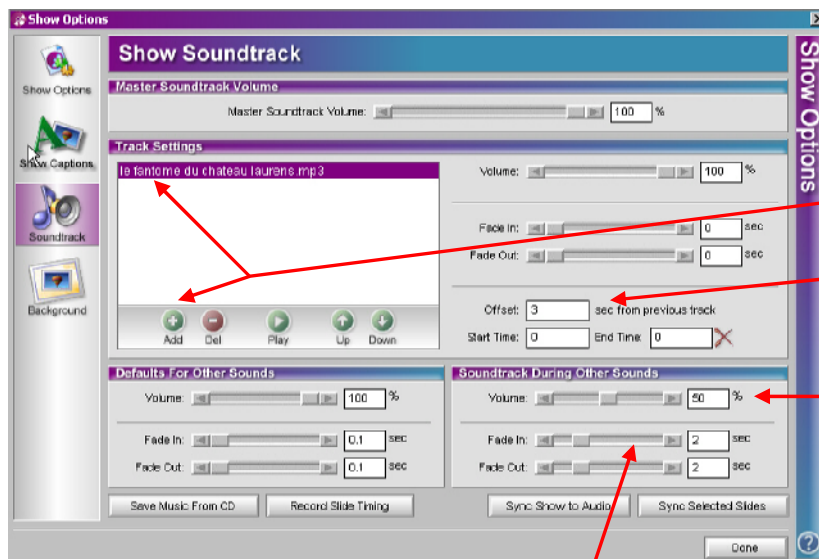 Show Options
Show Soundtrack
Show Options
Show Options
Show Captions
Soundtrack
Background
Master Soundtrack Volume
Master Soundtrack Volume: 100 %
Track Settings
le fantome du chateau laurens.mp3
Add Del Play Up Down
Volume: 100 %
Fade In: 0 sec
Fade Out: 0 sec
Offset: 3 sec from previous track
Start Time: 0 End Time: 0
Defaults For Other Sounds
Volume: 100 %
Fade In: 0.1 sec
Fade Out: 0.1 sec
Soundtrack During Other Sounds
Volume: 50 %
Fade In: 2 sec
Fade Out: 2 sec
Save Music From CD Record Slide Timing Sync Show to Audio Sync Selected Slides
Done